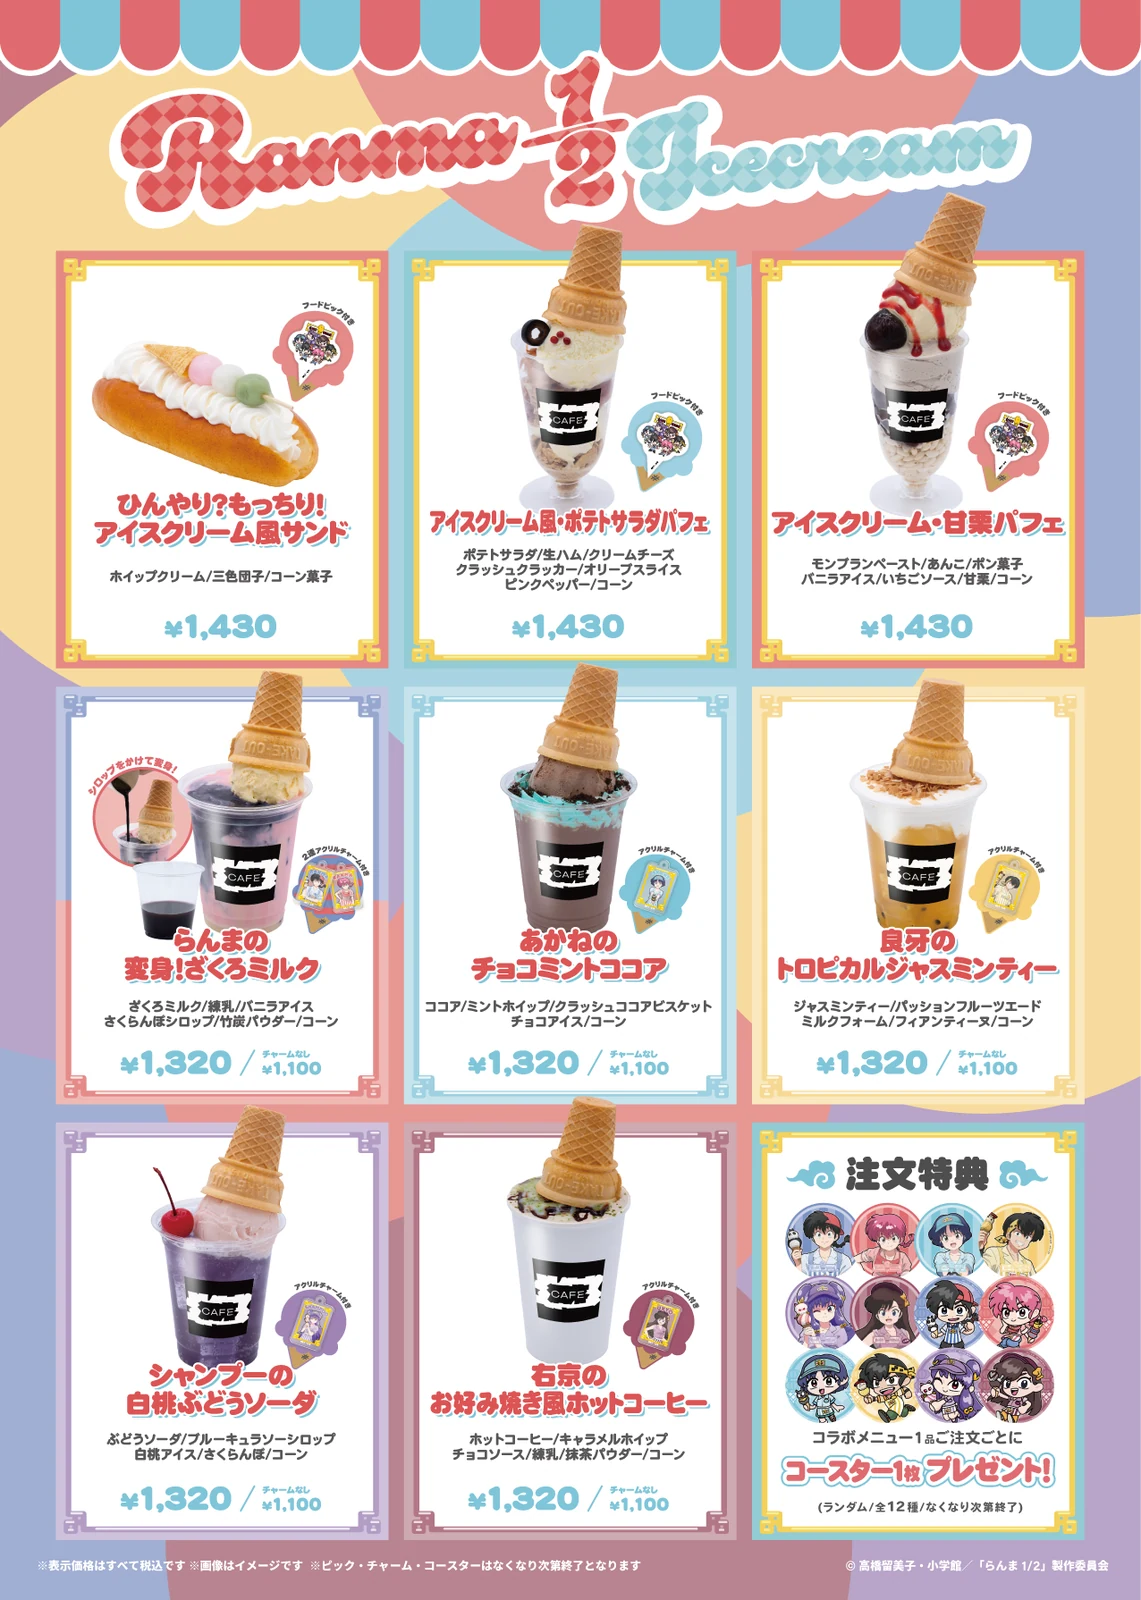 Ranma 1/2 Icecream
フードピック付き
ひんやり?もっちり!
アイスクリーム風サンド
ホイップクリーム/三色団子/コーン菓子
¥1,430
CAFE
フードピック付き
アイスクリーム風・ポテトサラダパフェ
ポテトサラダ/生ハム/クリームチーズ
クラッシュクラッカー/オリーブスライス
ピンクペッパー/コーン
¥1,430
CAFE
フードピック付き
アイスクリーム・甘栗パフェ
モンブランペースト/あんこ/ポン菓子
バニラアイス/いちごソース/甘栗/コーン
¥1,430
シロップをかけて変身!
CAFE
2連アクリルチャーム付き
らんまの
変身!ざくろミルク
ざくろミルク/練乳/バニラアイス
さくらんぼシロップ/竹炭パウダー/コーン
¥1,320 / チャームなし ¥1,100
CAFE
アクリルチャーム付き
あかねの
チョコミントココア
ココア/ミントホイップ/クラッシュココアビスケット
チョコアイス/コーン
¥1,320 / チャームなし ¥1,100
CAFE
アクリルチャーム付き
良牙の
トロピカルジャスミンティー
ジャスミンティー/パッションフルーツエード
ミルクフォーム/フィアンティーヌ/コーン
¥1,320 / チャームなし ¥1,100
CAFE
アクリルチャーム付き
シャンプーの
白桃ぶどうソーダ
ぶどうソーダ/ブルーキュラソーシロップ
白桃アイス/さくらんぼ/コーン
¥1,320 / チャームなし ¥1,100
CAFE
アクリルチャーム付き
右京の
お好み焼き風ホットコーヒー
ホットコーヒー/キャラメルホイップ
チョコソース/練乳/抹茶パウダー/コーン
¥1,320 / チャームなし ¥1,100
注文特典
コラボメニュー1品ご注文ごとに
コースター1枚 プレゼント!
(ランダム/全12種/なくなり次第終了)
※表示価格はすべて税込です ※画像はイメージです ※ピック・チャーム・コースターはなくなり次第終了となります
© 高橋留美子・小学館/「らんま1/2」製作委員会